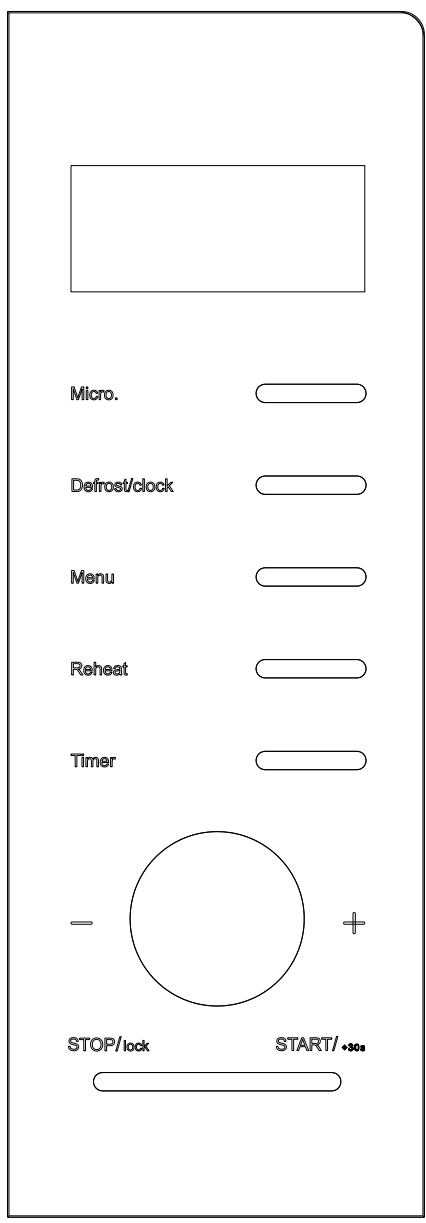 Micro.
Defrost/clock
Menu
Reheat
Timer
− +
STOP/lock START/+30s